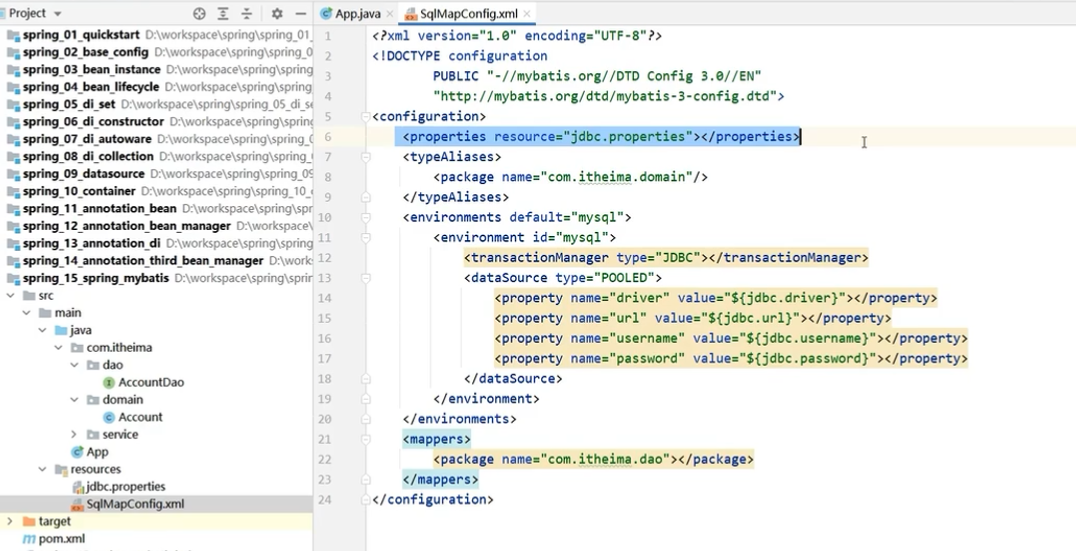 Project
App.java
SqlMapConfig.xml
spring_01_quickstart D:\workspace\spring\spring_01_
spring_02_base_config D:\workspace\spring\spring_0
spring_03_bean_instance D:\workspace\spring\spring
spring_04_bean_lifecycle D:\workspace\spring\spring_
spring_05_di_set D:\workspace\spring\spring_05_di_se
spring_06_di_constructor D:\workspace\spring\spring
spring_07_di_autoware D:\workspace\spring\spring_0
spring_08_di_collection D:\workspace\spring\spring_
spring_09_datasource D:\workspace\spring\spring_09
spring_10_container D:\workspace\spring\spring_10_
spring_11_annotation_bean D:\workspace\spring\spr
spring_12_annotation_bean_manager D:\workspace
spring_13_annotation_di D:\workspace\spring\spring_
spring_14_annotation_third_bean_manager D:\work
spring_15_spring_mybatis D:\workspace\spring\sprin
src
main
java
com.itheima
dao
AccountDao
domain
Account
service
App
resources
jdbc.properties
SqlMapConfig.xml
target
pom.xml
1 <?xml version="1.0" encoding="UTF-8"?>
2 <!DOCTYPE configuration
3 PUBLIC "-//mybatis.org//DTD Config 3.0//EN"
4 "http://mybatis.org/dtd/mybatis-3-config.dtd">
5 <configuration>
6 <properties resource="jdbc.properties"></properties>
7 <typeAliases>
8 <package name="com.itheima.domain"/>
9 </typeAliases>
10 <environments default="mysql">
11 <environment id="mysql">
12 <transactionManager type="JDBC"></transactionManager>
13 <dataSource type="POOLED">
14 <property name="driver" value="${jdbc.driver}"></property>
15 <property name="url" value="${jdbc.url}"></property>
16 <property name="username" value="${jdbc.username}"></property>
17 <property name="password" value="${jdbc.password}"></property>
18 </dataSource>
19 </environment>
20 </environments>
21 <mappers>
22 <package name="com.itheima.dao"></package>
23 </mappers>
24 </configuration>